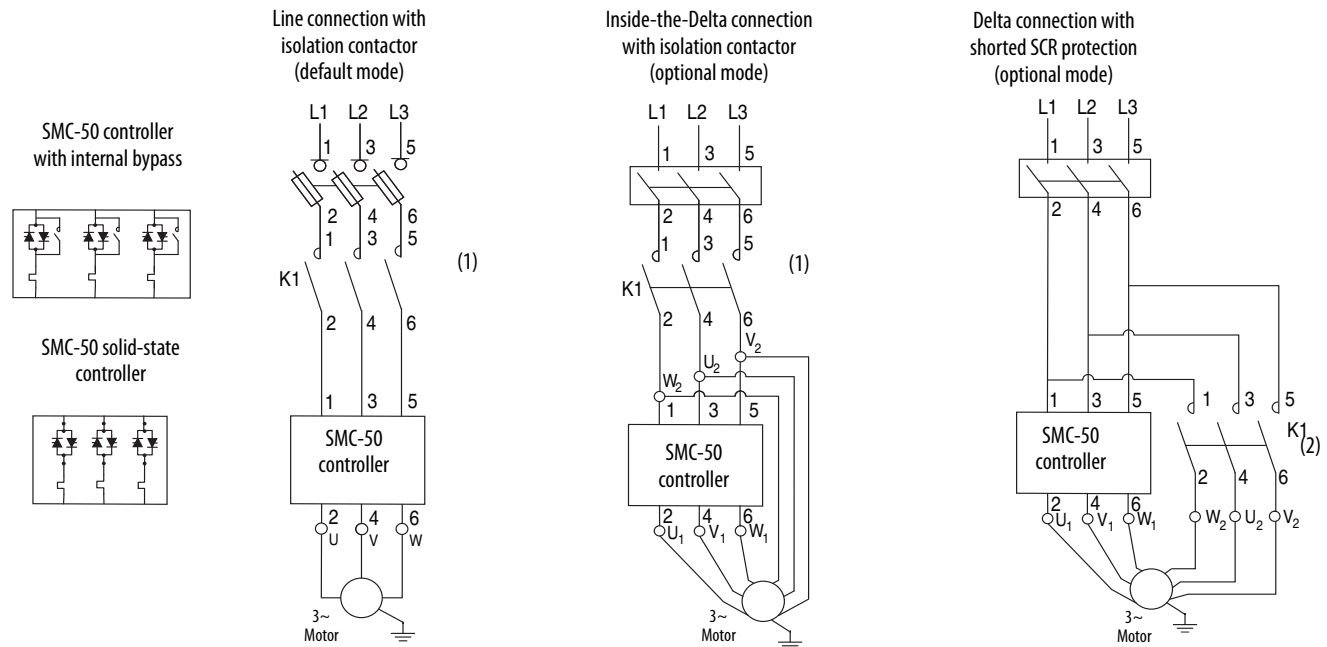 Line connection with
isolation contactor
(default mode)
Inside-the-Delta connection
with isolation contactor
(optional mode)
Delta connection with
shorted SCR protection
(optional mode)
SMC-50 controller
with internal bypass
SMC-50 solid-state
controller
L1 L2 L3
1 3 5
2 4 6
1 3 5
K1
(1)
2 4 6
1 3 5
SMC-50
controller
2 4 6
U V W
3~
Motor
L1 L2 L3
1 3 5
2 4 6
1 3 5
K1
(1)
2 4 6
V2
U2
W2
1 3 5
SMC-50
controller
2 4 6
U1 V1 W1
3~
Motor
L1 L2 L3
1 3 5
2 4 6
1 3 5
1 3 5
K1
(2)
SMC-50
controller
2 4 6
2 4 6
U1 V1 W1 W2 U2 V2
3~
Motor